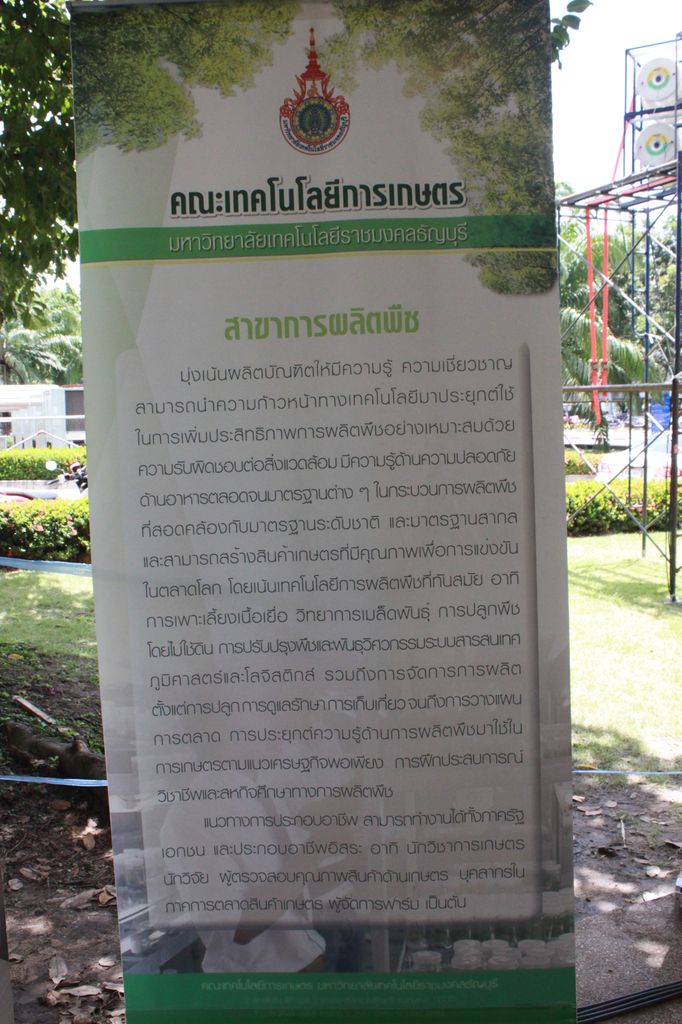 คณะเทคโนโลยีการเกษตร
มหาวิทยาลัยเทคโนโลยีราชมงคลธัญบุรี
สาขาการผลิตพืช
มุ่งเน้นผลิตบัณฑิตให้มีความรู้ ความเชี่ยวชาญ
สามารถนำความก้าวหน้าทางเทคโนโลยีมาประยุกต์ใช้
ในการเพิ่มประสิทธิภาพการผลิตพืชอย่างเหมาะสมด้วย
ความรับผิดชอบต่อสิ่งแวดล้อม มีความรู้ด้านความปลอดภัย
ด้านอาหารตลอดจนมาตรฐานต่าง ๆ ในกระบวนการผลิตพืช
ที่สอดคล้องกับมาตรฐานระดับชาติ และมาตรฐานสากล
และสามารถสร้างสินค้าเกษตรที่มีคุณภาพเพื่อการแข่งขัน
ในตลาดโลก โดยเน้นเทคโนโลยีการผลิตพืชที่ทันสมัย อาทิ
การเพาะเลี้ยงเนื้อเยื่อ วิทยาการเมล็ดพันธุ์ การปลูกพืช
โดยไม่ใช้ดิน การปรับปรุงพืชและพันธุวิศวกรรมระบบสารสนเทศ
ภูมิศาสตร์และโลจิสติกส์ รวมถึงการจัดการการผลิต
ตั้งแต่การปลูก การดูแลรักษา การเก็บเกี่ยว จนถึงการวางแผน
การตลาด การประยุกต์ความรู้ด้านการผลิตพืชมาใช้ใน
การเกษตรตามแนวเศรษฐกิจพอเพียง การฝึกประสบการณ์
วิชาชีพและสหกิจศึกษาทางการผลิตพืช
แนวทางการประกอบอาชีพ สามารถทำงานได้ทั้งภาครัฐ
เอกชน และประกอบอาชีพอิสระ อาทิ นักวิชาการเกษตร
นักวิจัย ผู้ตรวจสอบคุณภาพสินค้าด้านเกษตร บุคลากรใน
ภาคการตลาดสินค้าเกษตร ผู้จัดการฟาร์ม เป็นต้น
คณะเทคโนโลยีการเกษตร มหาวิทยาลัยเทคโนโลยีราชมงคลธัญบุรี